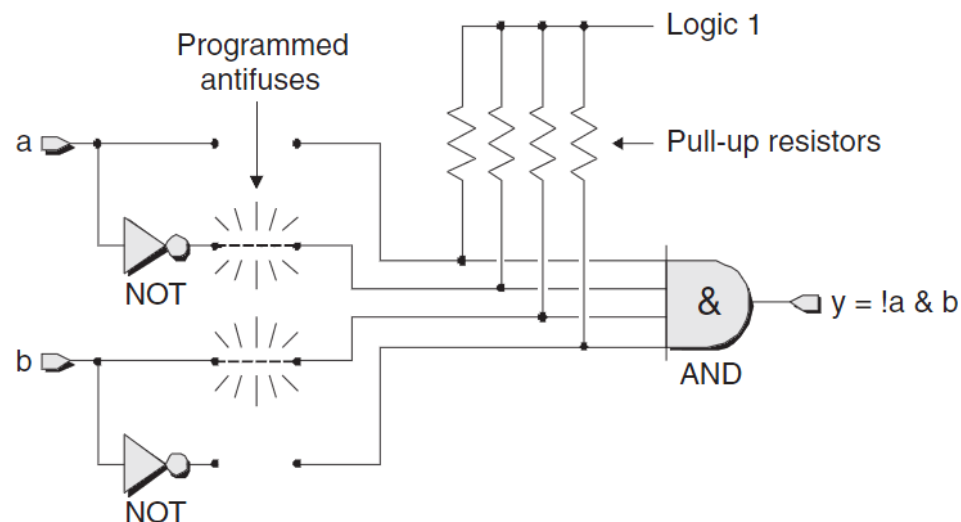 Logic 1
Programmed
antifuses
a
Pull-up resistors
NOT
&
y = !a & b
b
AND
NOT